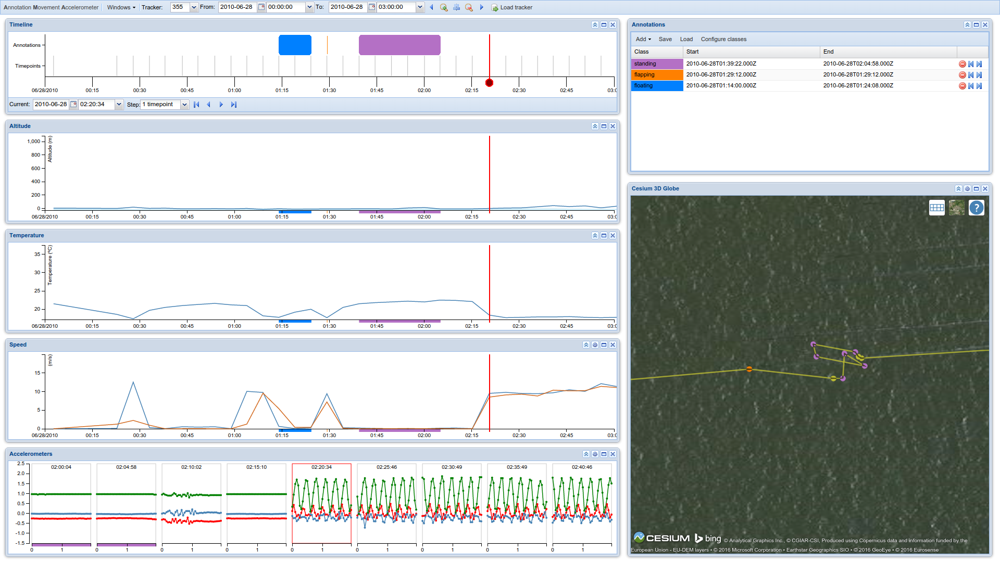 Annotation Movement Accelerometer Windows Tracker: 355 From: 2010-06-28 00:00:00 To: 2010-06-28 03:00:00 Load tracker
Timeline
Annotations
Timepoints
06/28/2010 00:15 00:30 00:45 01:00 01:15 01:30 01:45 02:00 02:15 02:30 02:45 03:0
Current: 2010-06-28 02:20:34 Step: 1 timepoint
Altitude
Altitude (m)
1,000
800
600
400
200
0
06/28/2010 00:15 00:30 00:45 01:00 01:15 01:30 01:45 02:00 02:15 02:30 02:45 03:0
Temperature
Temperature (°C)
35
30
25
20
06/28/2010 00:15 00:30 00:45 01:00 01:15 01:30 01:45 02:00 02:15 02:30 02:45 03:0
Speed
(m/s)
15
10
5
0
06/28/2010 00:15 00:30 00:45 01:00 01:15 01:30 01:45 02:00 02:15 02:30 02:45 03:0
Accelerometers
02:00:04 02:04:58 02:10:02 02:15:10 02:20:34 02:25:46 02:30:49 02:35:49 02:40:46
2.5
2.0
1.5
1.0
0.5
0.0
-0.5
-1.0
-1.5
0 1 0 1 0 1 0 1 0 1 0 1 0 1 0 1 0 1
Annotations
Add Save Load Configure classes
Class Start End
standing 2010-06-28T01:39:22.000Z 2010-06-28T02:04:58.000Z
flapping 2010-06-28T01:29:12.000Z 2010-06-28T01:29:12.000Z
floating 2010-06-28T01:14:00.000Z 2010-06-28T01:24:08.000Z
Cesium 3D Globe
?
CESIUM bing © Analytical Graphics Inc., © CGIAR-CSI, Produced using Copernicus data and information funded by the
European Union - EU-DEM layers • © 2016 Microsoft Corporation • Earthstar Geographics SIO • © 2016 GeoEye • © 2016 Eurosense